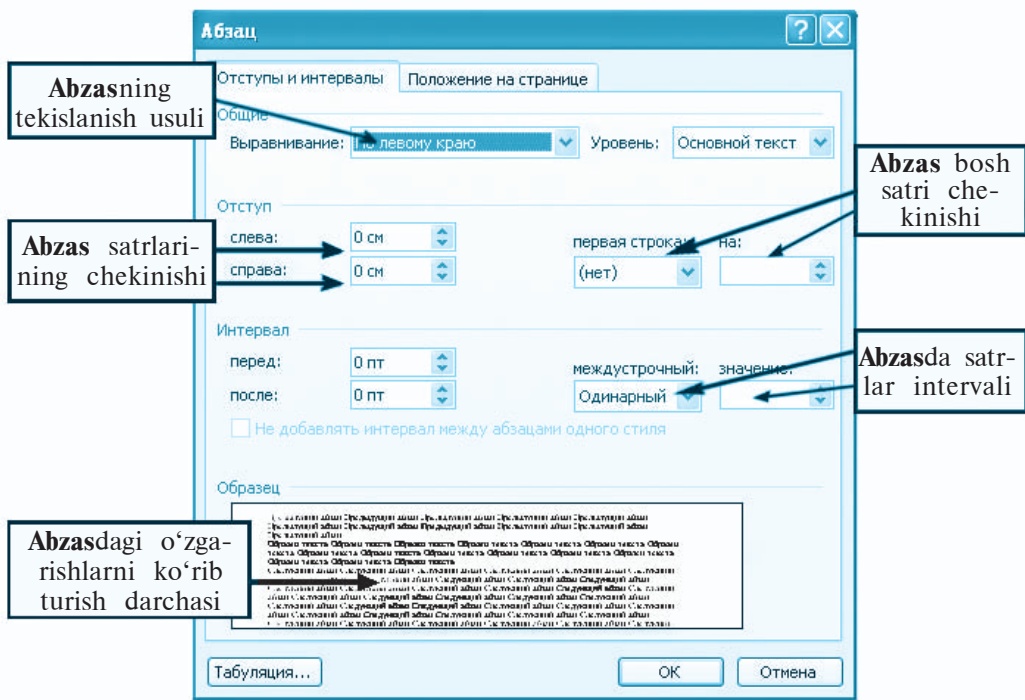 Абзац
Отступы и интервалы
Положение на странице
Abzasning
tekislanish usuli
Общие
Выравнивание: По левому краю Уровень: Основной текст
Abzas bosh
satri che-
kinishi
Отступ
Abzas satrlari-
ning chekinishi
слева: 0 см
справа: 0 см
первая строка: на:
(нет)
Интервал
перед: 0 пт
после: 0 пт
междустрочный: значение:
Одинарный
Abzasda satr-
lar intervali
Не добавлять интервал между абзацами одного стиля
Образец
Abzasdagi o‘zga-
rishlarni ko‘rib
turish darchasi
Табуляция...
ОК
Отмена